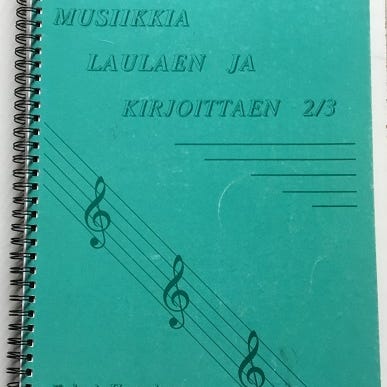 MUSIIKKIA
LAULAEN JA
KIRJOITTAEN 2/3